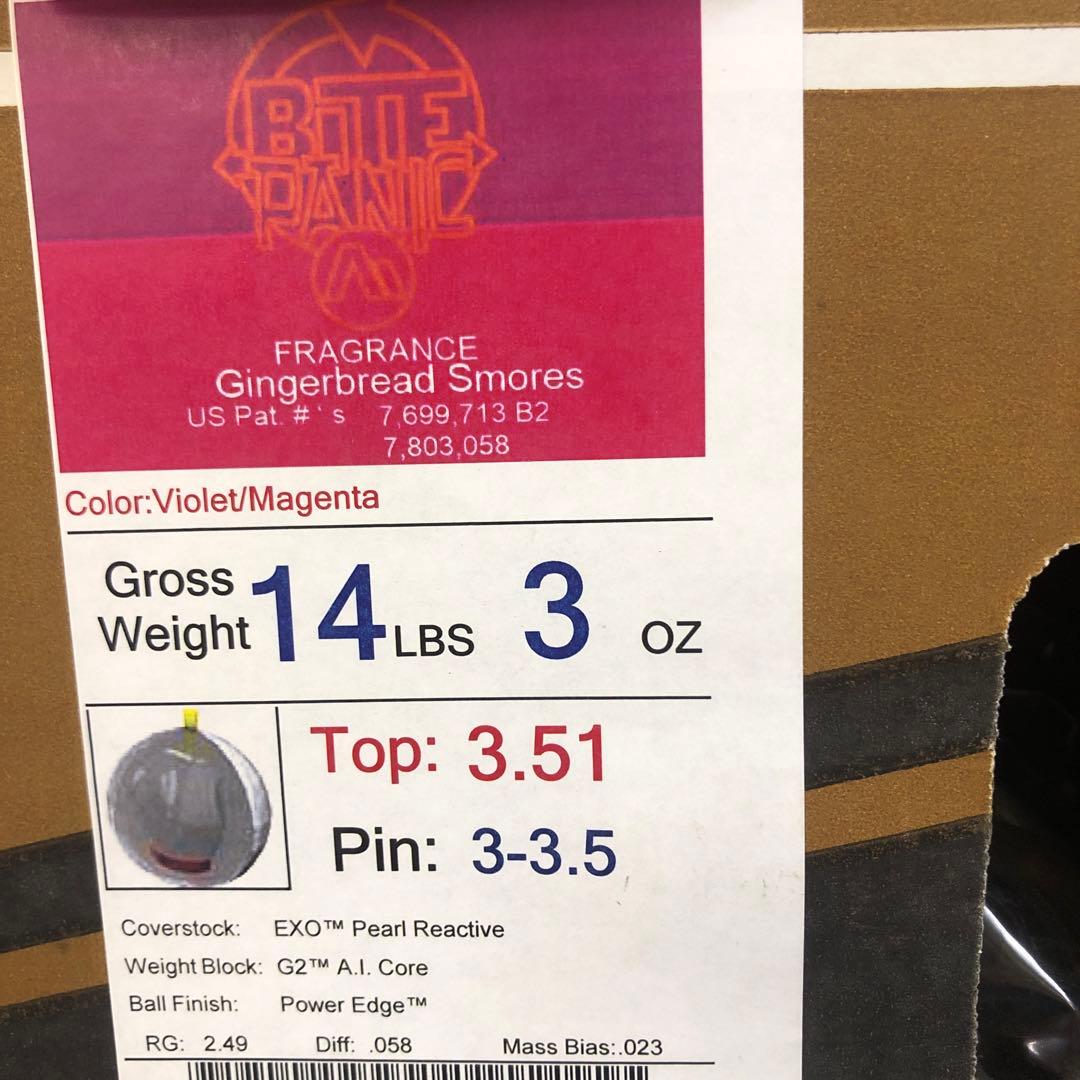 BITE
PANIC
FRAGRANCE
Gingerbread Smores
US Pat. # ' s 7,699,713 B2
7,803,058
Color:Violet/Magenta
Gross Weight 14 LBS 3 OZ
Top: 3.51
Pin: 3-3.5
Coverstock: EXO™ Pearl Reactive
Weight Block: G2™ A.I. Core
Ball Finish: Power Edge™
RG: 2.49 Diff: .058 Mass Bias:.023